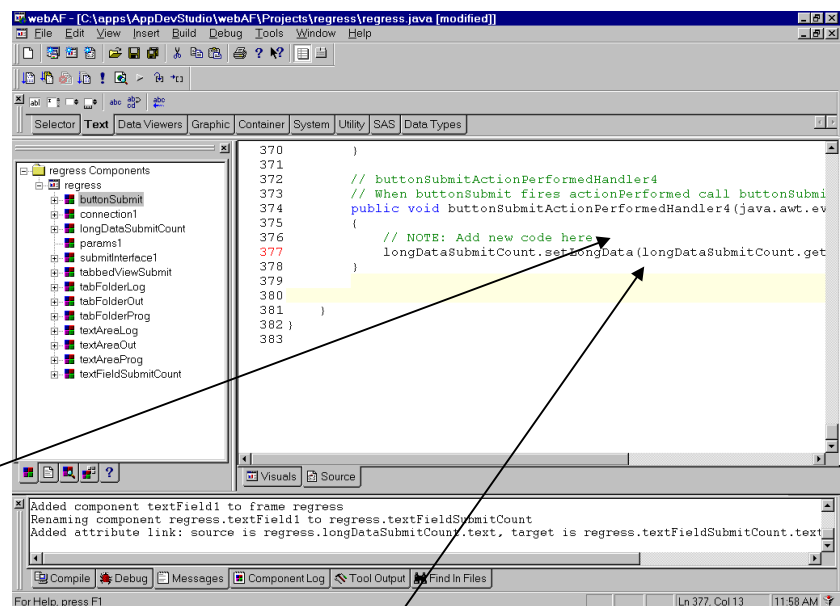 webAF - [C:\apps\AppDevStudio\webAF\Projects\regress\regress.java [modified]]
File Edit View Insert Build Debug Tools Window Help
abl abc ab> cd abc
Selector Text Data Viewers Graphic Container System Utility SAS Data Types
regress Components
regress
buttonSubmit
connection1
longDataSubmitCount
params1
submitInterface1
tabbedViewSubmit
tabFolderLog
tabFolderOut
tabFolderProg
textAreaLog
textAreaOut
textAreaProg
textFieldSubmitCount
370 }
371
372 // buttonSubmitActionPerformedHandler4
373 // When buttonSubmit fires actionPerformed call buttonSubmi
374 public void buttonSubmitActionPerformedHandler4(java.awt.ev
375 {
376 // NOTE: Add new code here
377 longDataSubmitCount.setLongData(longDataSubmitCount.get
378 }
379
380
381 }
382 }
383
Visuals Source
Added component textField1 to frame regress
Renaming component regress.textField1 to regress.textFieldSubmitCount
Added attribute link: source is regress.longDataSubmitCount.text, target is regress.textFieldSubmitCount.text
Compile Debug Messages Component Log Tool Output Find In Files
For Help, press F1 Ln 377, Col 13 11:58 AM